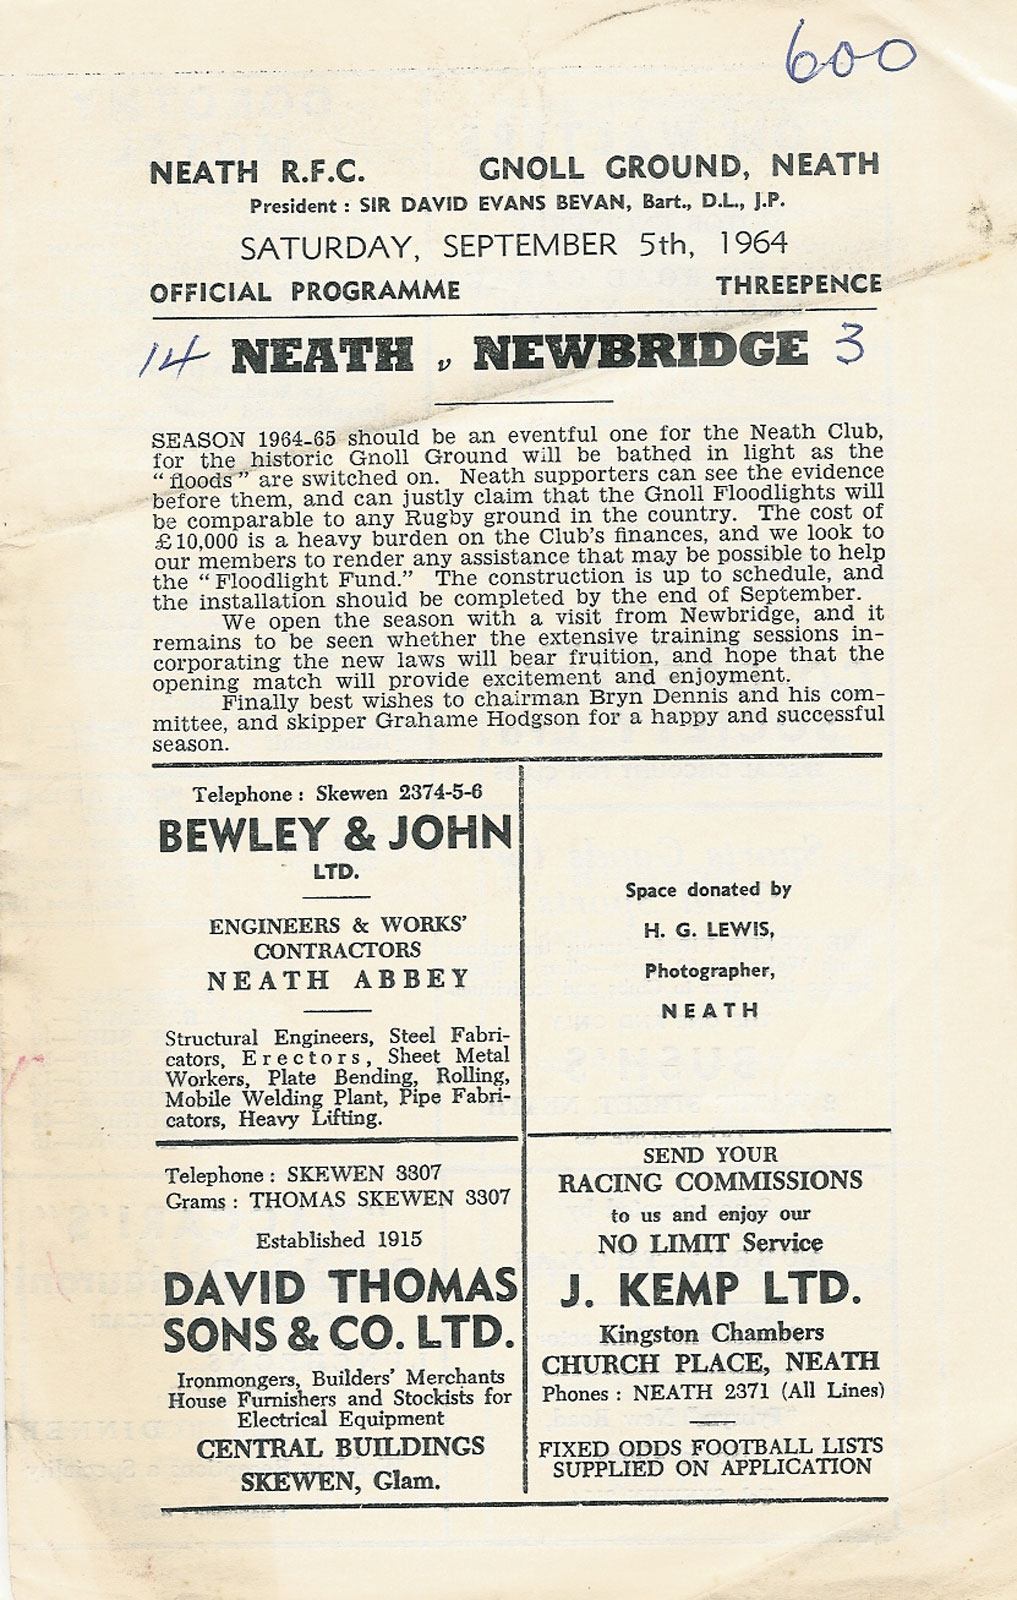 600
NEATH R.F.C. GNOLL GROUND, NEATH
President : SIR DAVID EVANS BEVAN, Bart., D.L., J.P.
SATURDAY, SEPTEMBER 5th, 1964
OFFICIAL PROGRAMME THREEPENCE
14 NEATH v NEWBRIDGE 3
SEASON 1964-65 should be an eventful one for the Neath Club,
for the historic Gnoll Ground will be bathed in light as the
“floods” are switched on. Neath supporters can see the evidence
before them, and can justly claim that the Gnoll Floodlights will
be comparable to any Rugby ground in the country. The cost of
£10,000 is a heavy burden on the Club's finances, and we look to
our members to render any assistance that may be possible to help
the “Floodlight Fund.” The construction is up to schedule, and
the installation should be completed by the end of September.
We open the season with a visit from Newbridge, and it
remains to be seen whether the extensive training sessions in-
corporating the new laws will bear fruition, and hope that the
opening match will provide excitement and enjoyment.
Finally best wishes to chairman Bryn Dennis and his com-
mittee, and skipper Grahame Hodgson for a happy and successful
season.
Telephone : Skewen 2374-5-6
BEWLEY & JOHN
LTD.
ENGINEERS & WORKS'
CONTRACTORS
NEATH ABBEY
Structural Engineers, Steel Fabri-
cators, Erectors, Sheet Metal
Workers, Plate Bending, Rolling,
Mobile Welding Plant, Pipe Fabri-
cators, Heavy Lifting.
Space donated by
H. G. LEWIS,
Photographer,
NEATH
Telephone : SKEWEN 3307
Grams : THOMAS SKEWEN 3307
Established 1915
DAVID THOMAS
SONS & CO. LTD.
Ironmongers, Builders' Merchants
House Furnishers and Stockists for
Electrical Equipment
CENTRAL BUILDINGS
SKEWEN, Glam.
SEND YOUR
RACING COMMISSIONS
to us and enjoy our
NO LIMIT Service
J. KEMP LTD.
Kingston Chambers
CHURCH PLACE, NEATH
Phones : NEATH 2371 (All Lines)
FIXED ODDS FOOTBALL LISTS
SUPPLIED ON APPLICATION